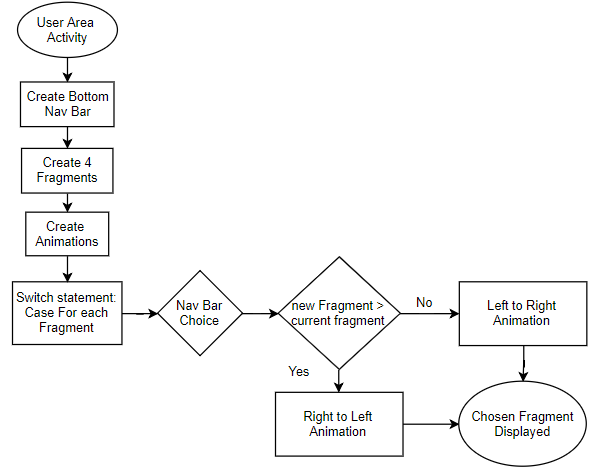 User Area
Activity
Create Bottom
Nav Bar
Create 4
Fragments
Create
Animations
Switch statement:
Case For each
Fragment
Nav Bar
Choice
new Fragment >
current fragment
No
Left to Right
Animation
Yes
Right to Left
Animation
Chosen Fragment
Displayed